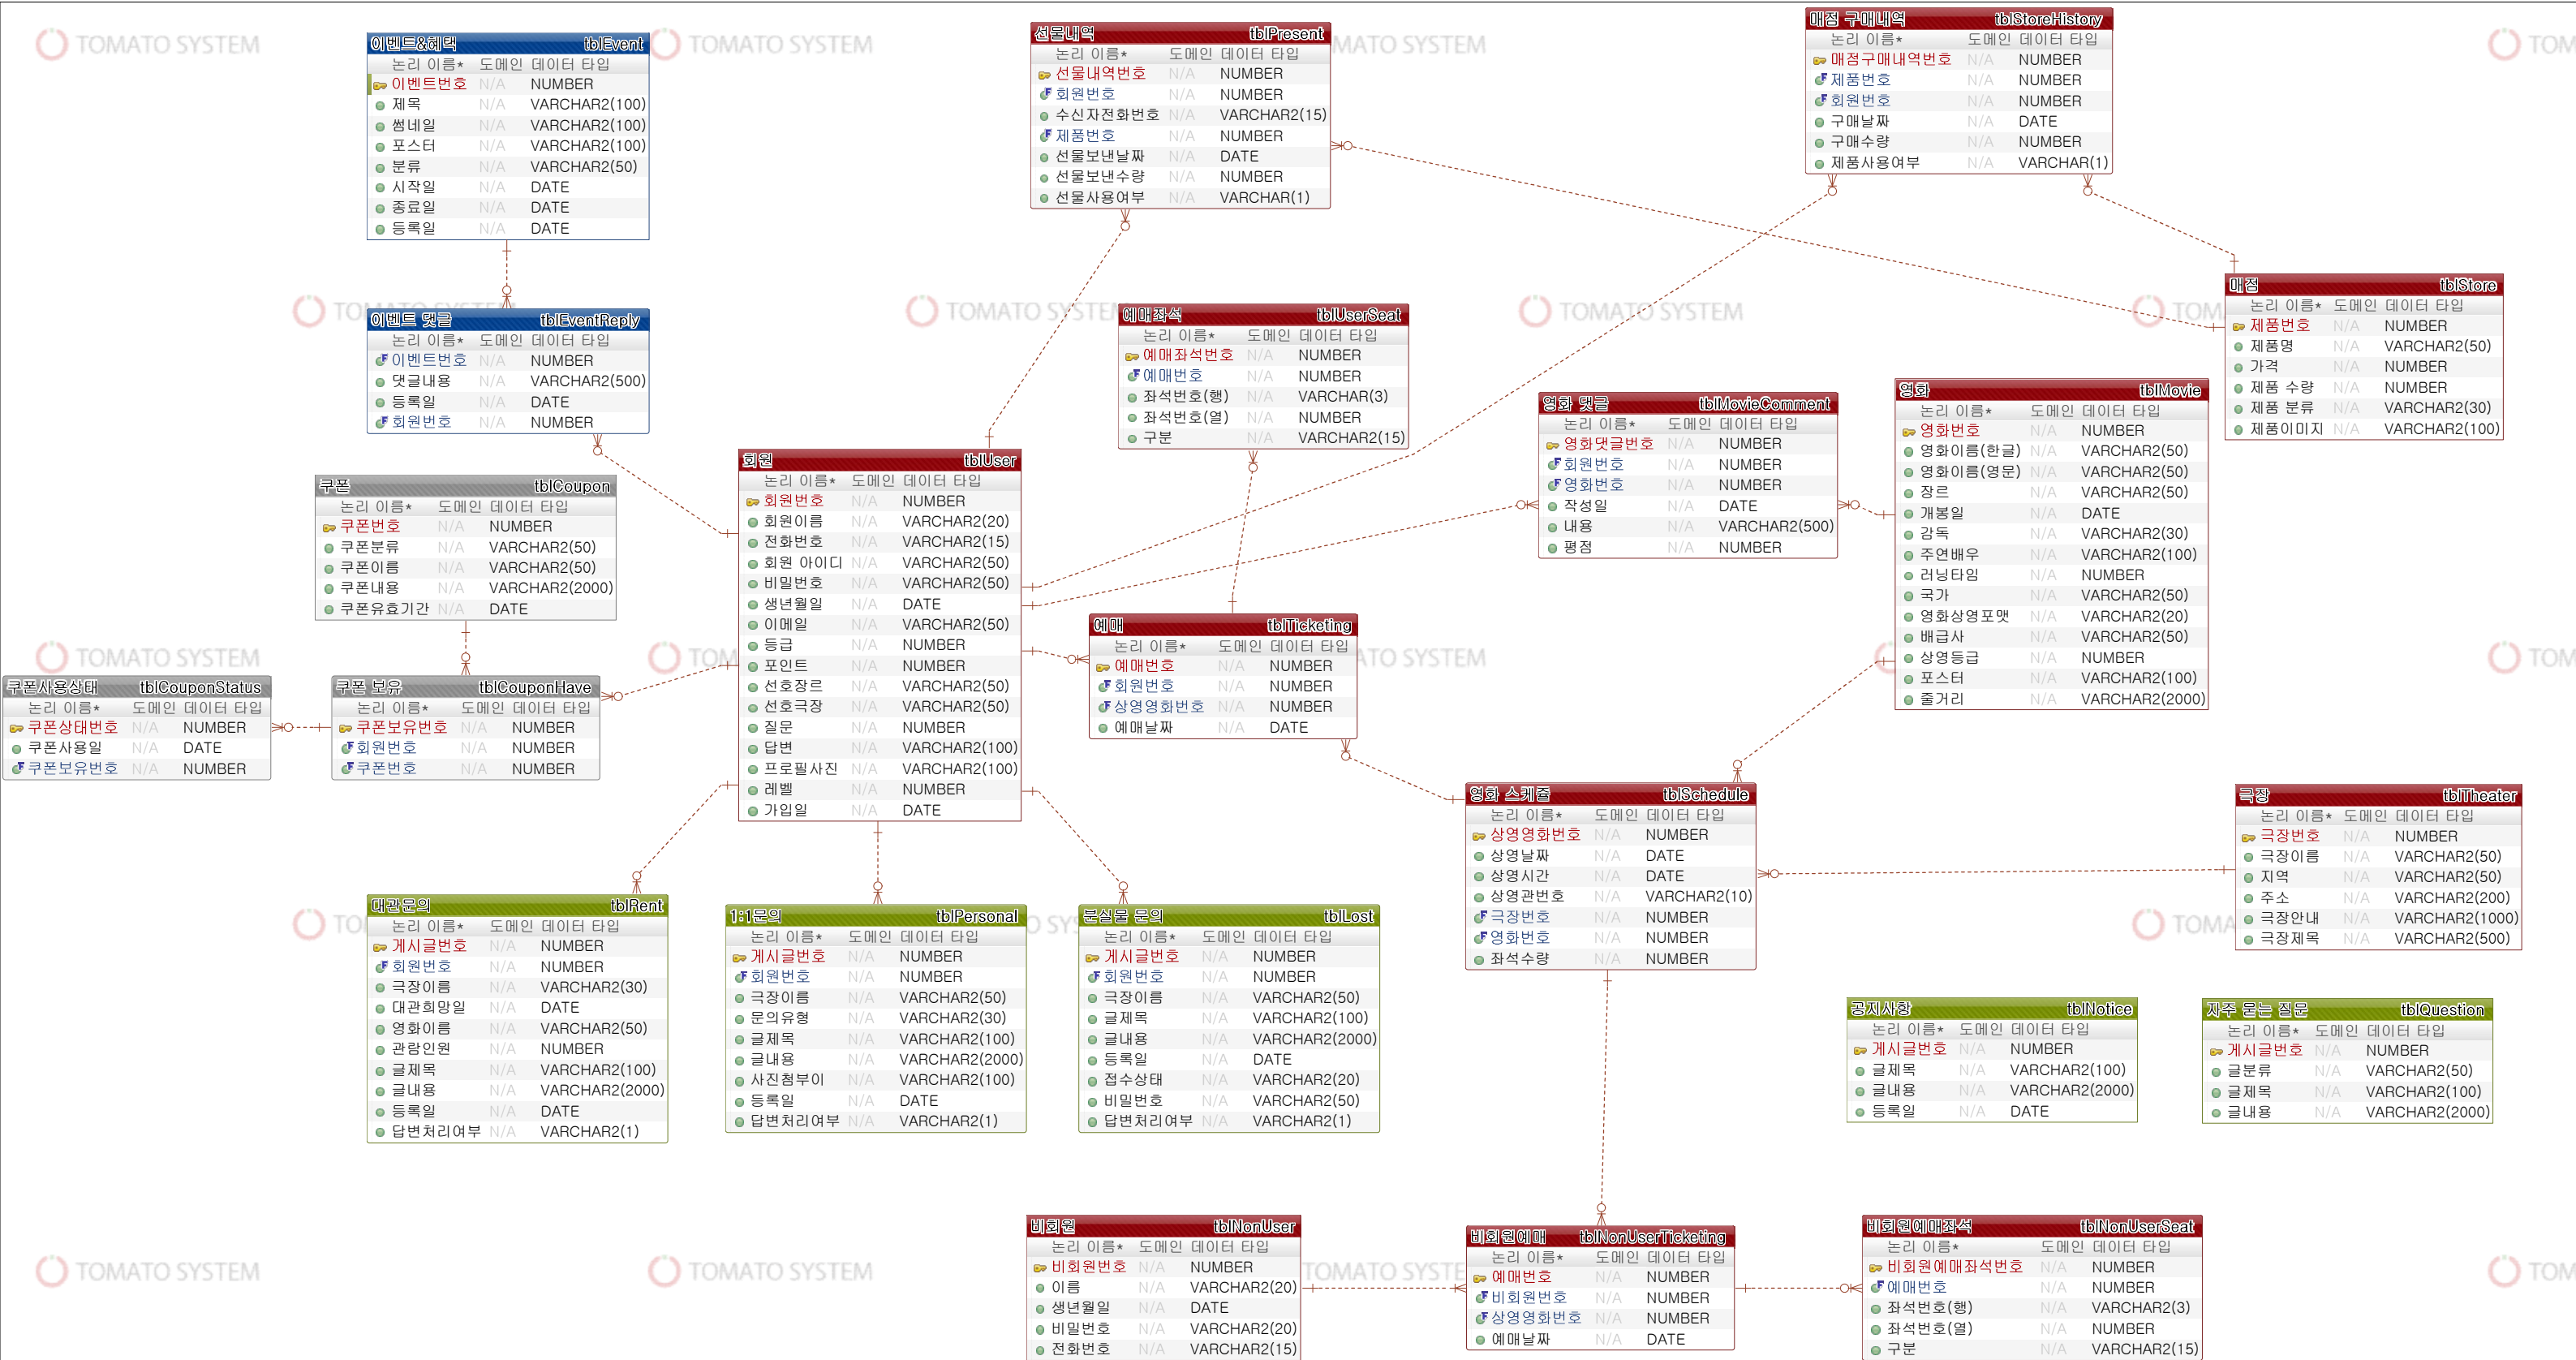 이벤트&혜택 tblEvent
논리 이름* 도메인 데이터 타입
이벤트번호 N/A NUMBER
제목 N/A VARCHAR2(100)
썸네일 N/A VARCHAR2(100)
포스터 N/A VARCHAR2(100)
분류 N/A VARCHAR2(50)
시작일 N/A DATE
종료일 N/A DATE
등록일 N/A DATE
선물내역 tblPresent
논리 이름* 도메인 데이터 타입
선물내역번호 N/A NUMBER
회원번호 N/A NUMBER
수신자전화번호 N/A VARCHAR2(15)
제품번호 N/A NUMBER
선물보낸날짜 N/A DATE
선물보낸수량 N/A NUMBER
선물사용여부 N/A VARCHAR(1)
매점 구매내역 tblStoreHistory
논리 이름* 도메인 데이터 타입
매점구매내역번호 N/A NUMBER
제품번호 N/A NUMBER
회원번호 N/A NUMBER
구매날짜 N/A DATE
구매수량 N/A NUMBER
제품사용여부 N/A VARCHAR(1)
이벤트 댓글 tblEventReply
논리 이름* 도메인 데이터 타입
이벤트번호 N/A NUMBER
댓글내용 N/A VARCHAR2(500)
등록일 N/A DATE
회원번호 N/A NUMBER
예매좌석 tblUserSeat
논리 이름* 도메인 데이터 타입
예매좌석번호 N/A NUMBER
예매번호 N/A NUMBER
좌석번호(행) N/A VARCHAR(3)
좌석번호(열) N/A NUMBER
구분 N/A VARCHAR2(15)
매점 tblStore
논리 이름* 도메인 데이터 타입
제품번호 N/A NUMBER
제품명 N/A VARCHAR2(50)
가격 N/A NUMBER
제품 수량 N/A NUMBER
제품 분류 N/A VARCHAR2(30)
제품이미지 N/A VARCHAR2(100)
영화 댓글 tblMovieComment
논리 이름* 도메인 데이터 타입
영화댓글번호 N/A NUMBER
회원번호 N/A NUMBER
영화번호 N/A NUMBER
작성일 N/A DATE
내용 N/A VARCHAR2(500)
평점 N/A NUMBER
영화 tblMovie
논리 이름* 도메인 데이터 타입
영화번호 N/A NUMBER
영화이름(한글) N/A VARCHAR2(50)
영화이름(영문) N/A VARCHAR2(50)
장르 N/A VARCHAR2(50)
개봉일 N/A DATE
감독 N/A VARCHAR2(30)
주연배우 N/A VARCHAR2(100)
러닝타임 N/A NUMBER
국가 N/A VARCHAR2(50)
영화상영포맷 N/A VARCHAR2(20)
배급사 N/A VARCHAR2(50)
상영등급 N/A NUMBER
포스터 N/A VARCHAR2(100)
줄거리 N/A VARCHAR2(2000)
쿠폰 tblCoupon
논리 이름* 도메인 데이터 타입
쿠폰번호 N/A NUMBER
쿠폰분류 N/A VARCHAR2(50)
쿠폰이름 N/A VARCHAR2(50)
쿠폰내용 N/A VARCHAR2(2000)
쿠폰유효기간 N/A DATE
회원 tblUser
논리 이름* 도메인 데이터 타입
회원번호 N/A NUMBER
회원이름 N/A VARCHAR2(20)
전화번호 N/A VARCHAR2(15)
회원 아이디 N/A VARCHAR2(50)
비밀번호 N/A VARCHAR2(50)
생년월일 N/A DATE
이메일 N/A VARCHAR2(50)
등급 N/A NUMBER
포인트 N/A NUMBER
선호장르 N/A VARCHAR2(50)
선호극장 N/A VARCHAR2(50)
질문 N/A NUMBER
답변 N/A VARCHAR2(100)
프로필사진 N/A VARCHAR2(100)
레벨 N/A NUMBER
가입일 N/A DATE
예매 tblTicketing
논리 이름* 도메인 데이터 타입
예매번호 N/A NUMBER
회원번호 N/A NUMBER
상영영화번호 N/A NUMBER
예매날짜 N/A DATE
쿠폰사용상태 tblCouponStatus
논리 이름* 도메인 데이터 타입
쿠폰상태번호 N/A NUMBER
쿠폰사용일 N/A DATE
쿠폰보유번호 N/A NUMBER
쿠폰 보유 tblCouponHave
논리 이름* 도메인 데이터 타입
쿠폰보유번호 N/A NUMBER
회원번호 N/A NUMBER
쿠폰번호 N/A NUMBER
영화 스케쥴 tblSchedule
논리 이름* 도메인 데이터 타입
상영영화번호 N/A NUMBER
상영날짜 N/A DATE
상영시간 N/A DATE
상영관번호 N/A VARCHAR2(10)
극장번호 N/A NUMBER
영화번호 N/A NUMBER
좌석수량 N/A NUMBER
극장 tblTheater
논리 이름* 도메인 데이터 타입
극장번호 N/A NUMBER
극장이름 N/A VARCHAR2(50)
지역 N/A VARCHAR2(50)
주소 N/A VARCHAR2(200)
극장안내 N/A VARCHAR2(1000)
극장제목 N/A VARCHAR2(500)
대관문의 tblRent
논리 이름* 도메인 데이터 타입
게시글번호 N/A NUMBER
회원번호 N/A NUMBER
극장이름 N/A VARCHAR2(30)
대관희망일 N/A DATE
영화이름 N/A VARCHAR2(50)
관람인원 N/A NUMBER
글제목 N/A VARCHAR2(100)
글내용 N/A VARCHAR2(2000)
등록일 N/A DATE
답변처리여부 N/A VARCHAR2(1)
1:1문의 tblPersonal
논리 이름* 도메인 데이터 타입
게시글번호 N/A NUMBER
회원번호 N/A NUMBER
극장이름 N/A VARCHAR2(50)
문의유형 N/A VARCHAR2(30)
글제목 N/A VARCHAR2(100)
글내용 N/A VARCHAR2(2000)
사진첨부이 N/A VARCHAR2(100)
등록일 N/A DATE
답변처리여부 N/A VARCHAR2(1)
분실물 문의 tblLost
논리 이름* 도메인 데이터 타입
게시글번호 N/A NUMBER
회원번호 N/A NUMBER
극장이름 N/A VARCHAR2(50)
글제목 N/A VARCHAR2(100)
글내용 N/A VARCHAR2(2000)
등록일 N/A DATE
접수상태 N/A VARCHAR2(20)
비밀번호 N/A VARCHAR2(50)
답변처리여부 N/A VARCHAR2(1)
공지사항 tblNotice
논리 이름* 도메인 데이터 타입
게시글번호 N/A NUMBER
글제목 N/A VARCHAR2(100)
글내용 N/A VARCHAR2(2000)
등록일 N/A DATE
자주 묻는 질문 tblQuestion
논리 이름* 도메인 데이터 타입
게시글번호 N/A NUMBER
글분류 N/A VARCHAR2(50)
글제목 N/A VARCHAR2(100)
글내용 N/A VARCHAR2(2000)
비회원 tblNonUser
논리 이름* 도메인 데이터 타입
비회원번호 N/A NUMBER
이름 N/A VARCHAR2(20)
생년월일 N/A DATE
비밀번호 N/A VARCHAR2(20)
전화번호 N/A VARCHAR2(15)
비회원예매 tblNonUserTicketing
논리 이름* 도메인 데이터 타입
예매번호 N/A NUMBER
비회원번호 N/A NUMBER
상영영화번호 N/A NUMBER
예매날짜 N/A DATE
비회원예매좌석 tblNonUserSeat
논리 이름* 도메인 데이터 타입
비회원예매좌석번호 N/A NUMBER
예매번호 N/A NUMBER
좌석번호(행) N/A VARCHAR2(3)
좌석번호(열) N/A NUMBER
구분 N/A VARCHAR2(15)
TOMATO SYSTEM
TOMATO SYSTEM
TOMATO SYSTEM
TOMATO SYSTEM
TOMATO SYSTEM
TOMATO SYSTEM
TOMATO SYSTEM